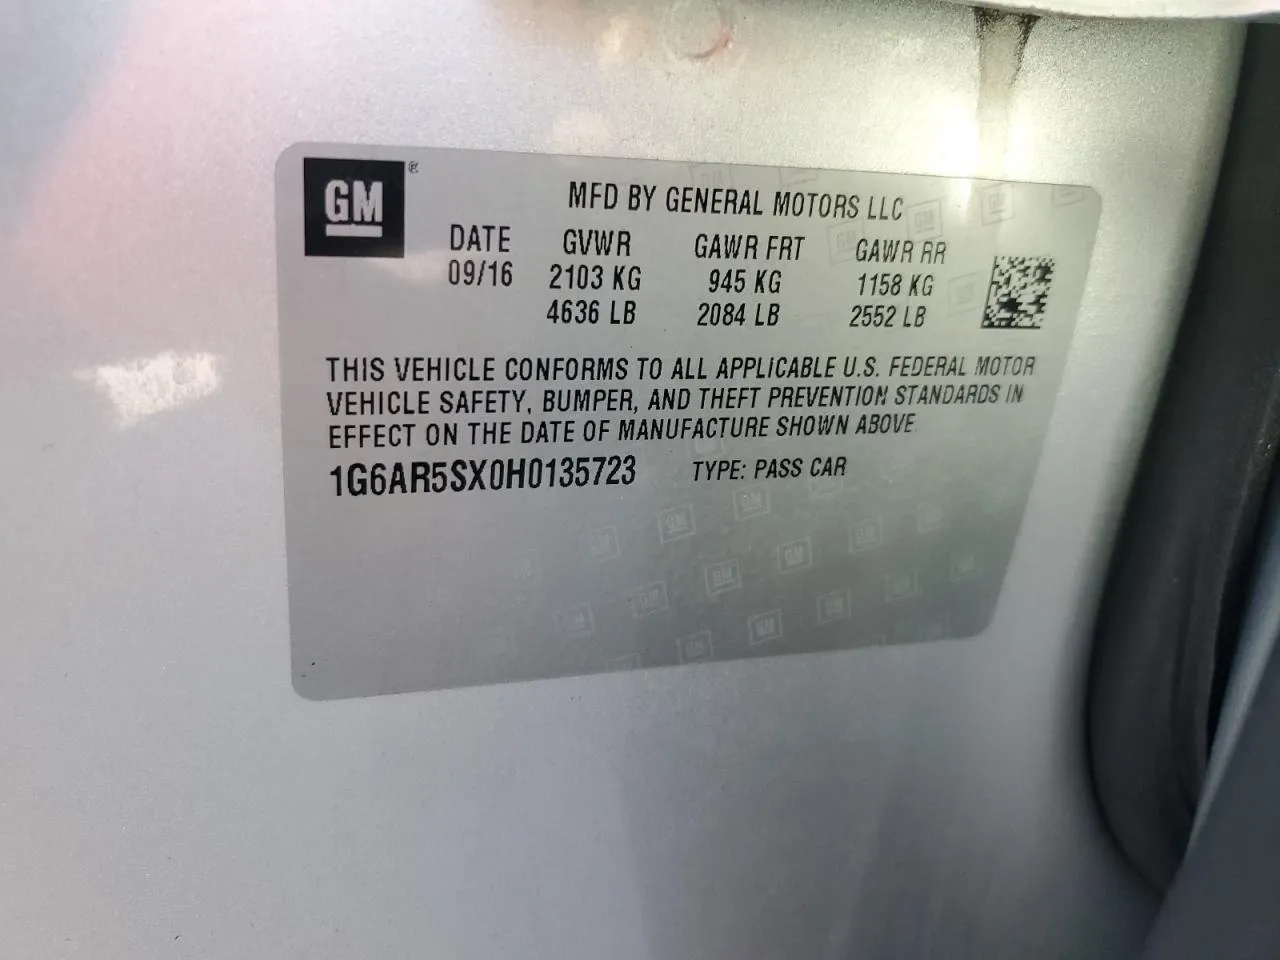 GM
MFD BY GENERAL MOTORS LLC
DATE GVWR GAWR FRT GAWR RR
09/16 2103 KG 945 KG 1158 KG
4636 LB 2084 LB 2552 LB
THIS VEHICLE CONFORMS TO ALL APPLICABLE U.S. FEDERAL MOTOR
VEHICLE SAFETY, BUMPER, AND THEFT PREVENTION STANDARDS IN
EFFECT ON THE DATE OF MANUFACTURE SHOWN ABOVE
1G6AR5SX0H0135723 TYPE: PASS CAR